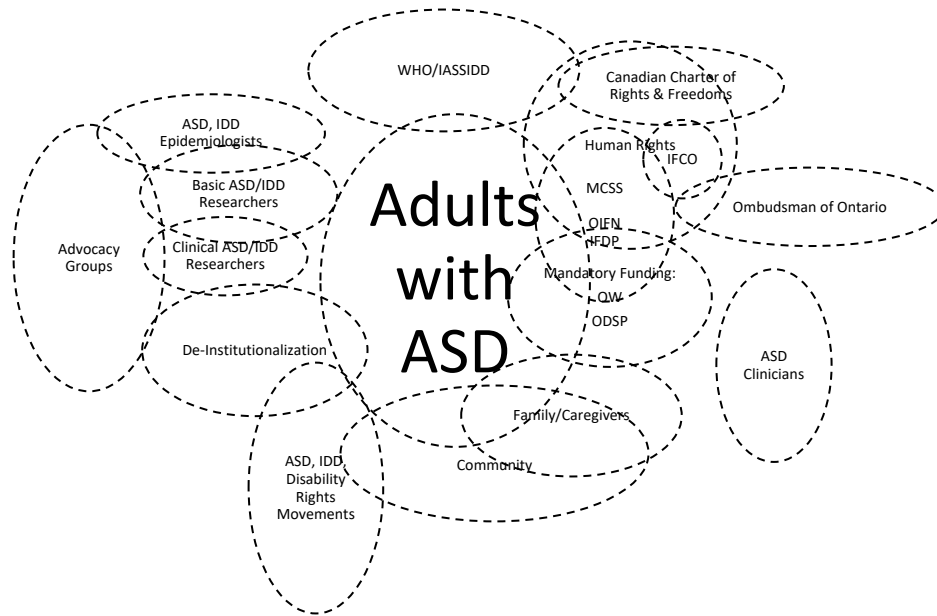 WHO/IASSIDD
Canadian Charter of
Rights & Freedoms
ASD, IDD
Epidemiologists
Human Rights
IFCO
Basic ASD/IDD
Researchers
MCSS
Adults
with
ASD
Ombudsman of Ontario
OIFN
IFDP
Advocacy
Groups
Clinical ASD/IDD
Researchers
Mandatory Funding:
OW
ODSP
De-Institutionalization
ASD
Clinicians
Family/Caregivers
ASD, IDD,
Disability
Rights
Movements
Community